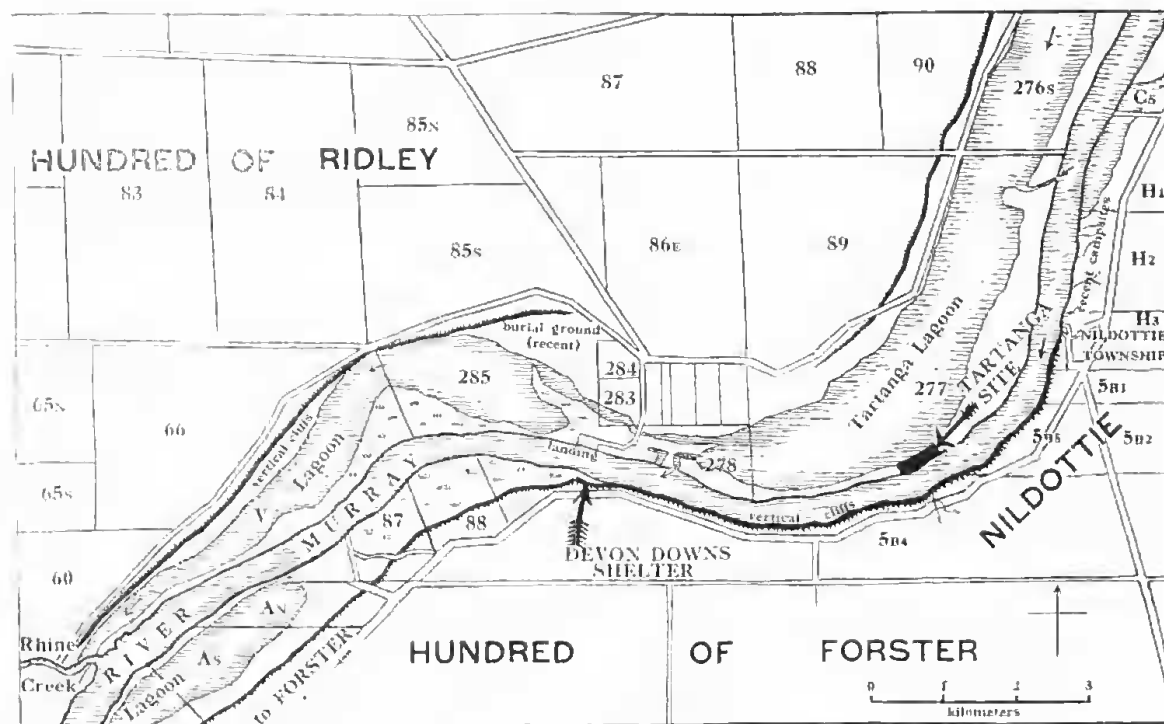 87
88
90
276s
Cs
85N
HUNDRED OF RIDLEY
83
84
H1
85s
86E
89
recent campsites
H2
burial ground
(recent)
H3
NILDOTTIE
TOWNSHIP
Tartanga Lagoon
TARTANGA
SITE
277
284
283
285
65N
66
vertical cliffs
Lagoon
5B1
5B2
5B5
landing
278
65s
RIVER MURRAY
87
88
vertical cliffs
NILDOTTIE
5B4
DEVON DOWNS
SHELTER
60
Av
As
Rhine
Creek
Lagoon
to FORSTER
HUNDRED OF FORSTER
0 1 2 3
kilometers